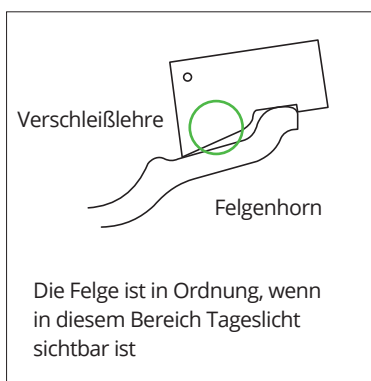 Verschleißlehre
Felgenhorn
Die Felge ist in Ordnung, wenn
in diesem Bereich Tageslicht
sichtbar ist